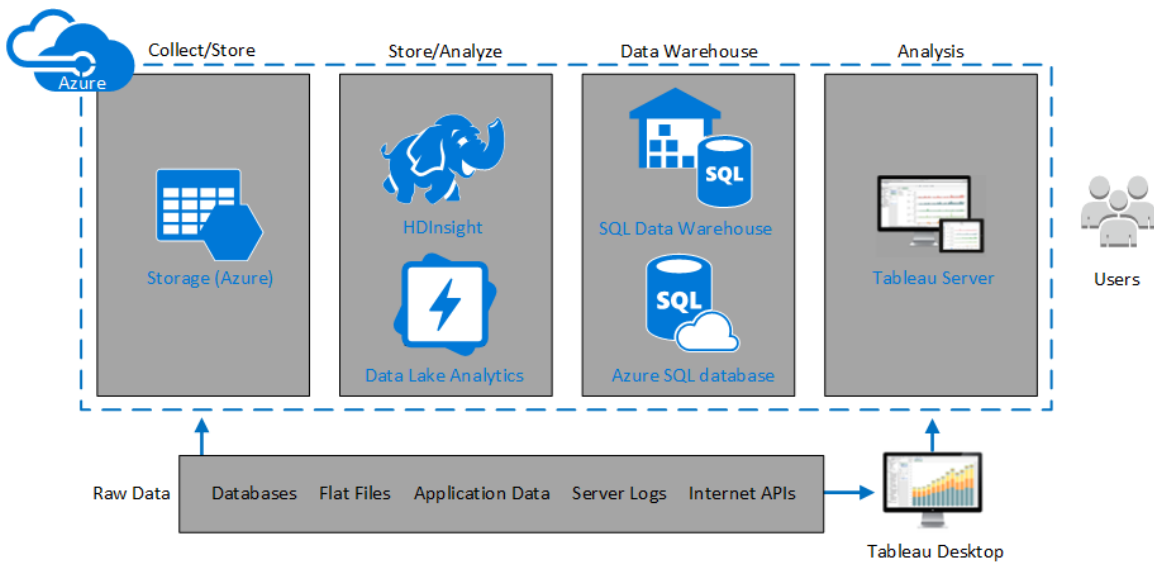 Collect/Store
Store/Analyze
Data Warehouse
Analysis
Azure
Storage (Azure)
HDInsight
Data Lake Analytics
SQL
SQL Data Warehouse
SQL
Azure SQL database
Tableau Server
Users
Raw Data
Databases
Flat Files
Application Data
Server Logs
Internet APIs
Tableau Desktop